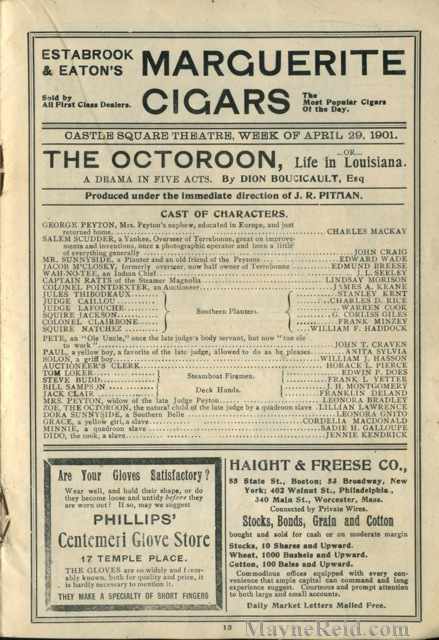 ESTABROOK & EATON'S
MARGUERITE CIGARS
Sold by All First Class Dealers.
The Most Popular Cigars Of the Day.
CASTLE SQUARE THEATRE, WEEK OF APRIL 29, 1901.
THE OCTOROON, ...OR... Life in Louisiana.
A DRAMA IN FIVE ACTS. By DION BOUCICAULT, Esq
Produced under the immediate direction of J. R. PITMAN.
CAST OF CHARACTERS.
GEORGE PEYTON, Mrs. Peyton's nephew, educated in Europe, and just
returned home CHARLES MACKAY
SALEM SCUDDER, a Yankee, Overseer of Terrebonne, great on improve-
ments and inventions, once a photographic operator and been a little
of everything generally JOHN CRAIG
MR. SUNNYSIDE, a Planter and an old friend of the Peytons EDWARD WADE
JACOB M'CLOSKY, formerly overseer, now half owner of Terrebonne EDMUND BREESE
WAH-NO-TEE, an Indian Chief J. L. SEELEY
CAPTAIN RATTS of the Steamer Magnolia LINDSAY MORISON
COLONEL POINTDEXTER, an Auctioneer JAMES A. KEANE
JULES THIBODEAUX STANLEY KENT
JUDGE CAILLOU CHARLES D. RICE
JUDGE LAFOUCHE WARREN COOK
SQUIRE JACKSON G. CORLISS GILES
COLONEL CLAIRBONE FRANK MINZEY
SQUIRE NATCHEZ WILLIAM F. HADDOCK
Southern Planters.
PETE, an "Ole Uncle," once the late judge's body servant, but now "too ole
to work" JOHN T. CRAVEN
PAUL, a yellow boy, a favorite of the late judge, allowed to do as he pleases ANITA SYLVIA
SOLON, a griff boy WILLIAM J. HASSON
AUCTIONEER'S CLERK HORACE L. PIERCE
TOM LOKER EDWIN P. DOES
STEVE BUDD FRANK L. YETTER
Steamboat Firemen.
BILL SAMPS'N J. H. MONTGOMERY
JACK CLAIR FRANKLIN DELAND
Deck Hands.
MRS. PEYTON, widow of the late Judge Peyton LEONORA BRADLEY
ZOE, THE OCTOROON, the natural child of the late judge by a quadroon slave LILLIAN LAWRENCE
DORA SUNNYSIDE, a Southern Belle LEONORA GNITO
GRACE, a yellow girl, a slave CORDELIA MACDONALD
MINNIE, a quadroon slave SADIE H. GALLOUPE
DIDO, the cook, a slave JENNIE KENDRICK
Are Your Gloves Satisfactory?
Wear well, and hold their shape, or do
they become loose and untidy before they
are worn out? If so, may we suggest
PHILLIPS'
Centemeri Glove Store
17 TEMPLE PLACE.
THE GLOVES are so widely and favor-
ably known, both for quality and price, it
is hardly necessary to mention it.
THEY MAKE A SPECIALTY OF SHORT FINGERS
HAIGHT & FREESE CO.,
85 State St., Boston; 53 Broadway, New
York; 402 Walnut St., Philadelphia,
340 Main St., Worcester, Mass.
Connected by Private Wires.
Stocks, Bonds, Grain and Cotton
bought and sold for cash or on moderate margin
Stocks, 10 Shares and Upward.
Wheat, 1000 Bushels and Upward.
Cotton, 100 Bales and Upward.
Commodious offices equipped with every con-
venience that ample capital can command and long
experience suggest. Courteous and prompt attention
to both large and small accounts.
Daily Market Letters Mailed Free.
13
MayneReid.com